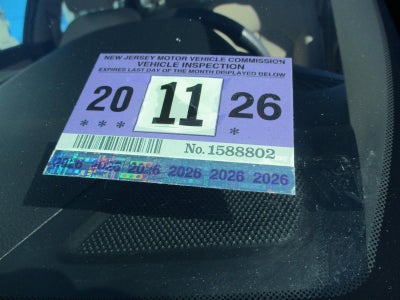 NEW JERSEY MOTOR VEHICLE COMMISSION
VEHICLE INSPECTION
EXPIRES LAST DAY OF THE MONTH DISPLAYED BELOW
20 11 26
* * * *
No. 1588802
2026 2026 2026 2026 2026 2026